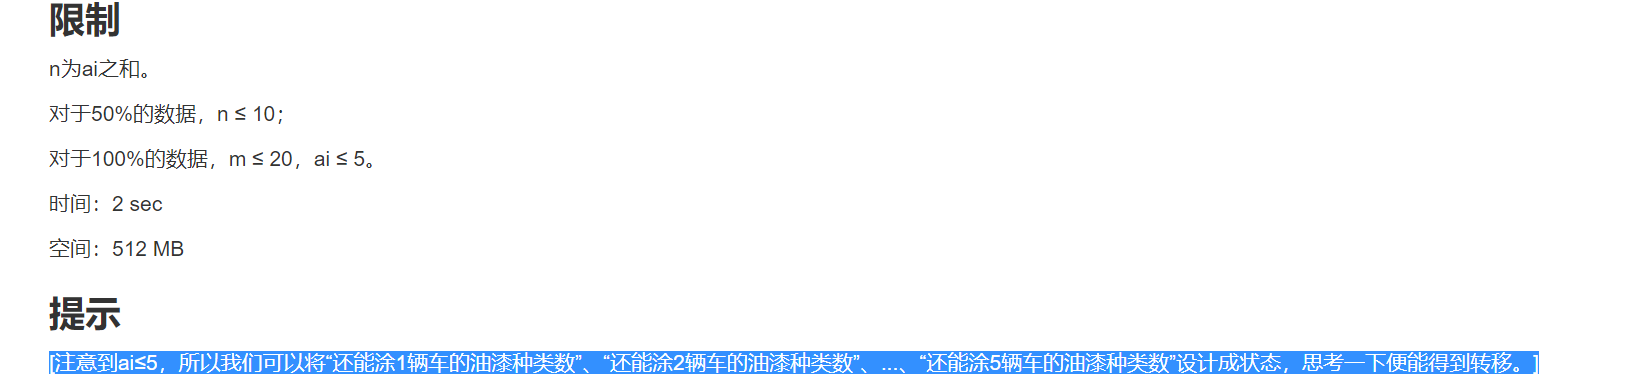 限制
n为ai之和。
对于50%的数据，n ≤ 10；
对于100%的数据，m ≤ 20，ai ≤ 5。
时间：2 sec
空间：512 MB
提示
[注意到ai≤5，所以我们可以将“还能涂1辆车的油漆种类数”、“还能涂2辆车的油漆种类数”、...、“还能涂5辆车的油漆种类数”设计成状态，思考一下便能得到转移。]